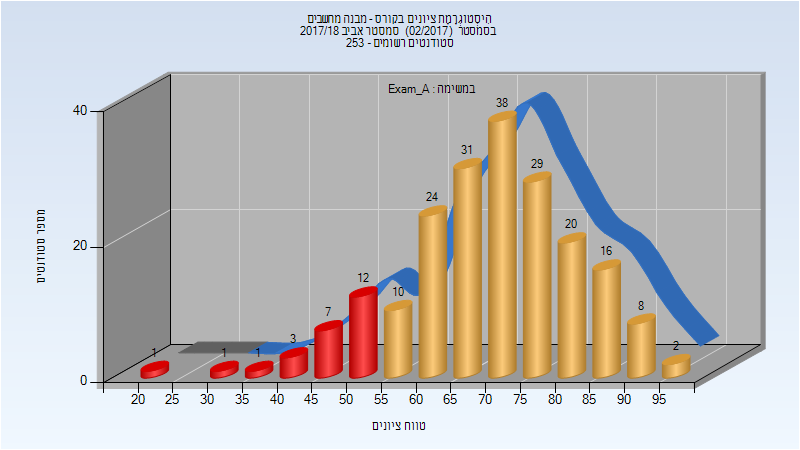 היסטוגרמת ציונים בקורס - מבנה מחשבים
בסמסטר (02/2017) סמסטר אביב 2017/18
סטודנטים רשומים - 253
במשימה : Exam_A
מספר סטודנטים
40
20
0
1
1
1
3
7
12
10
24
31
38
29
20
16
8
2
20 25 30 35 40 45 50 55 60 65 70 75 80 85 90 95
טווח ציונים